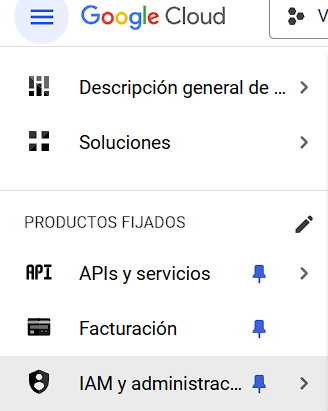 Google Cloud
V
Descripción general de ...
Soluciones
PRODUCTOS FIJADOS
API
APIs y servicios
Facturación
IAM y administrac...